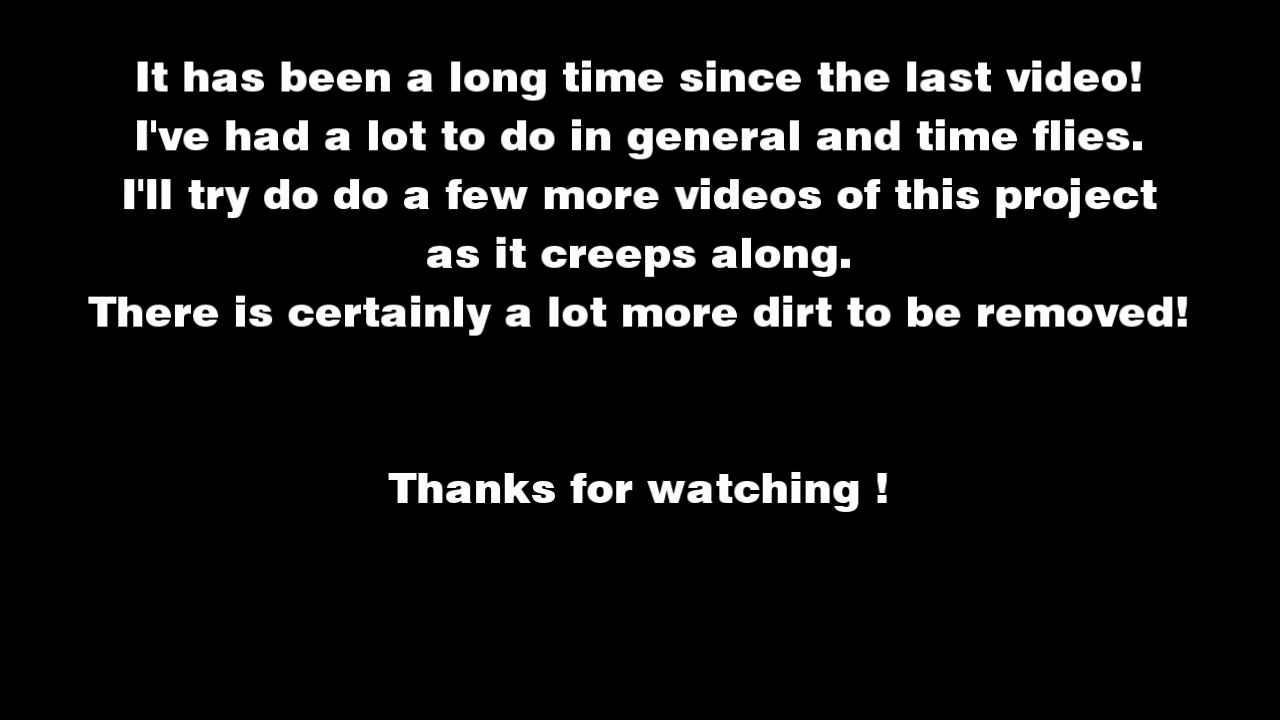 It has been a long time since the last video!
I've had a lot to do in general and time flies.
I'll try do do a few more videos of this project
as it creeps along.
There is certainly a lot more dirt to be removed!
Thanks for watching !